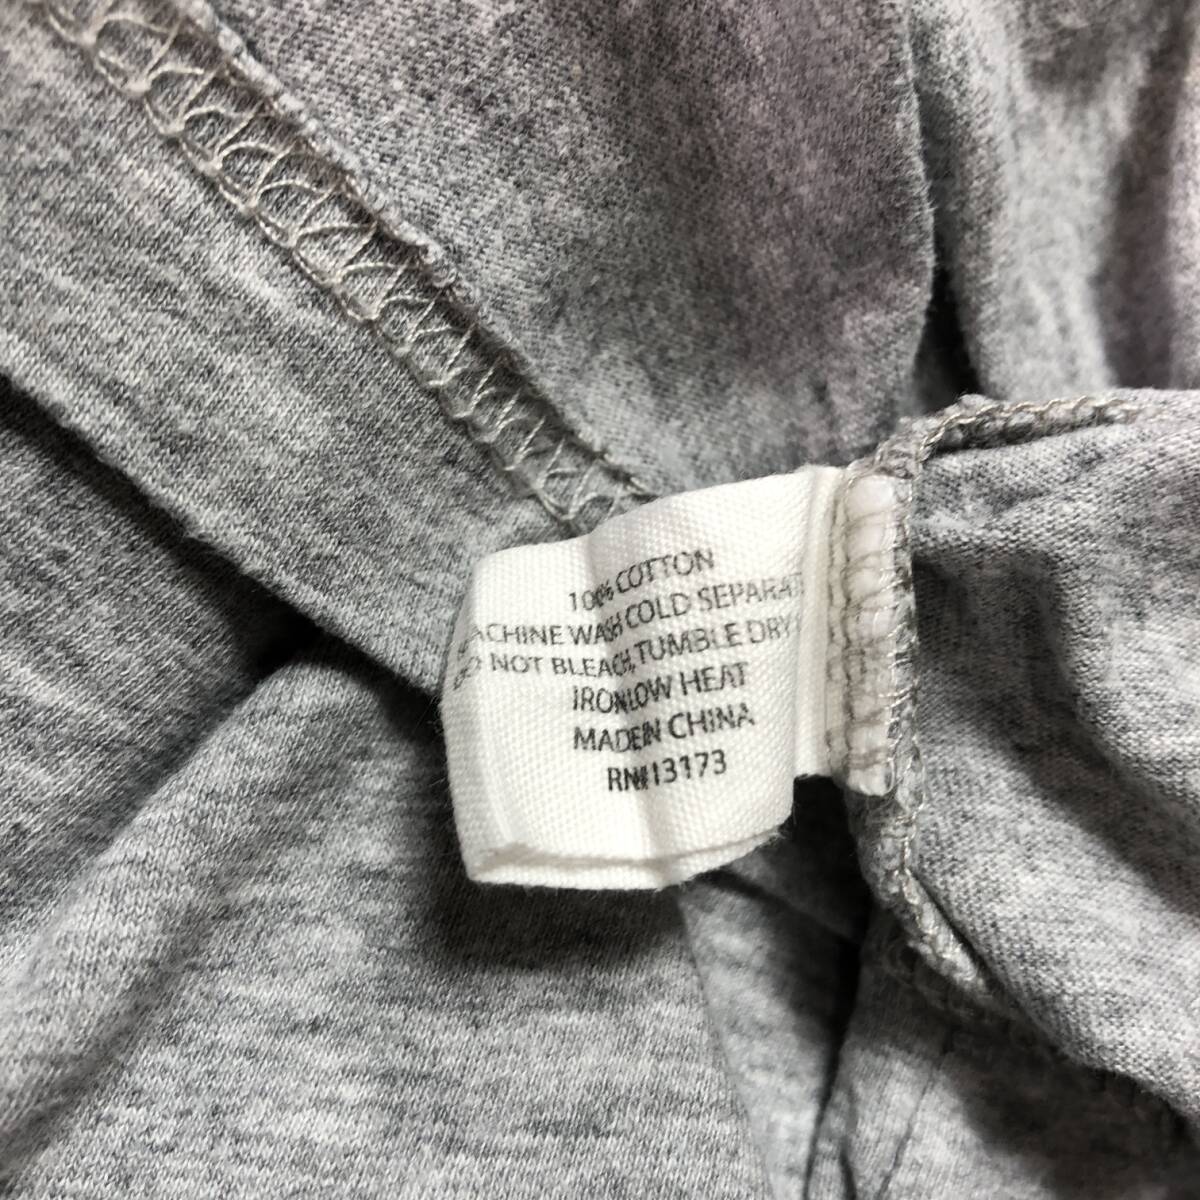 100% COTTON
MACHINE WASH COLD SEPARAT
DO NOT BLEACH, TUMBLE DRY
IRON LOW HEAT
MADE IN CHINA
RN#13173